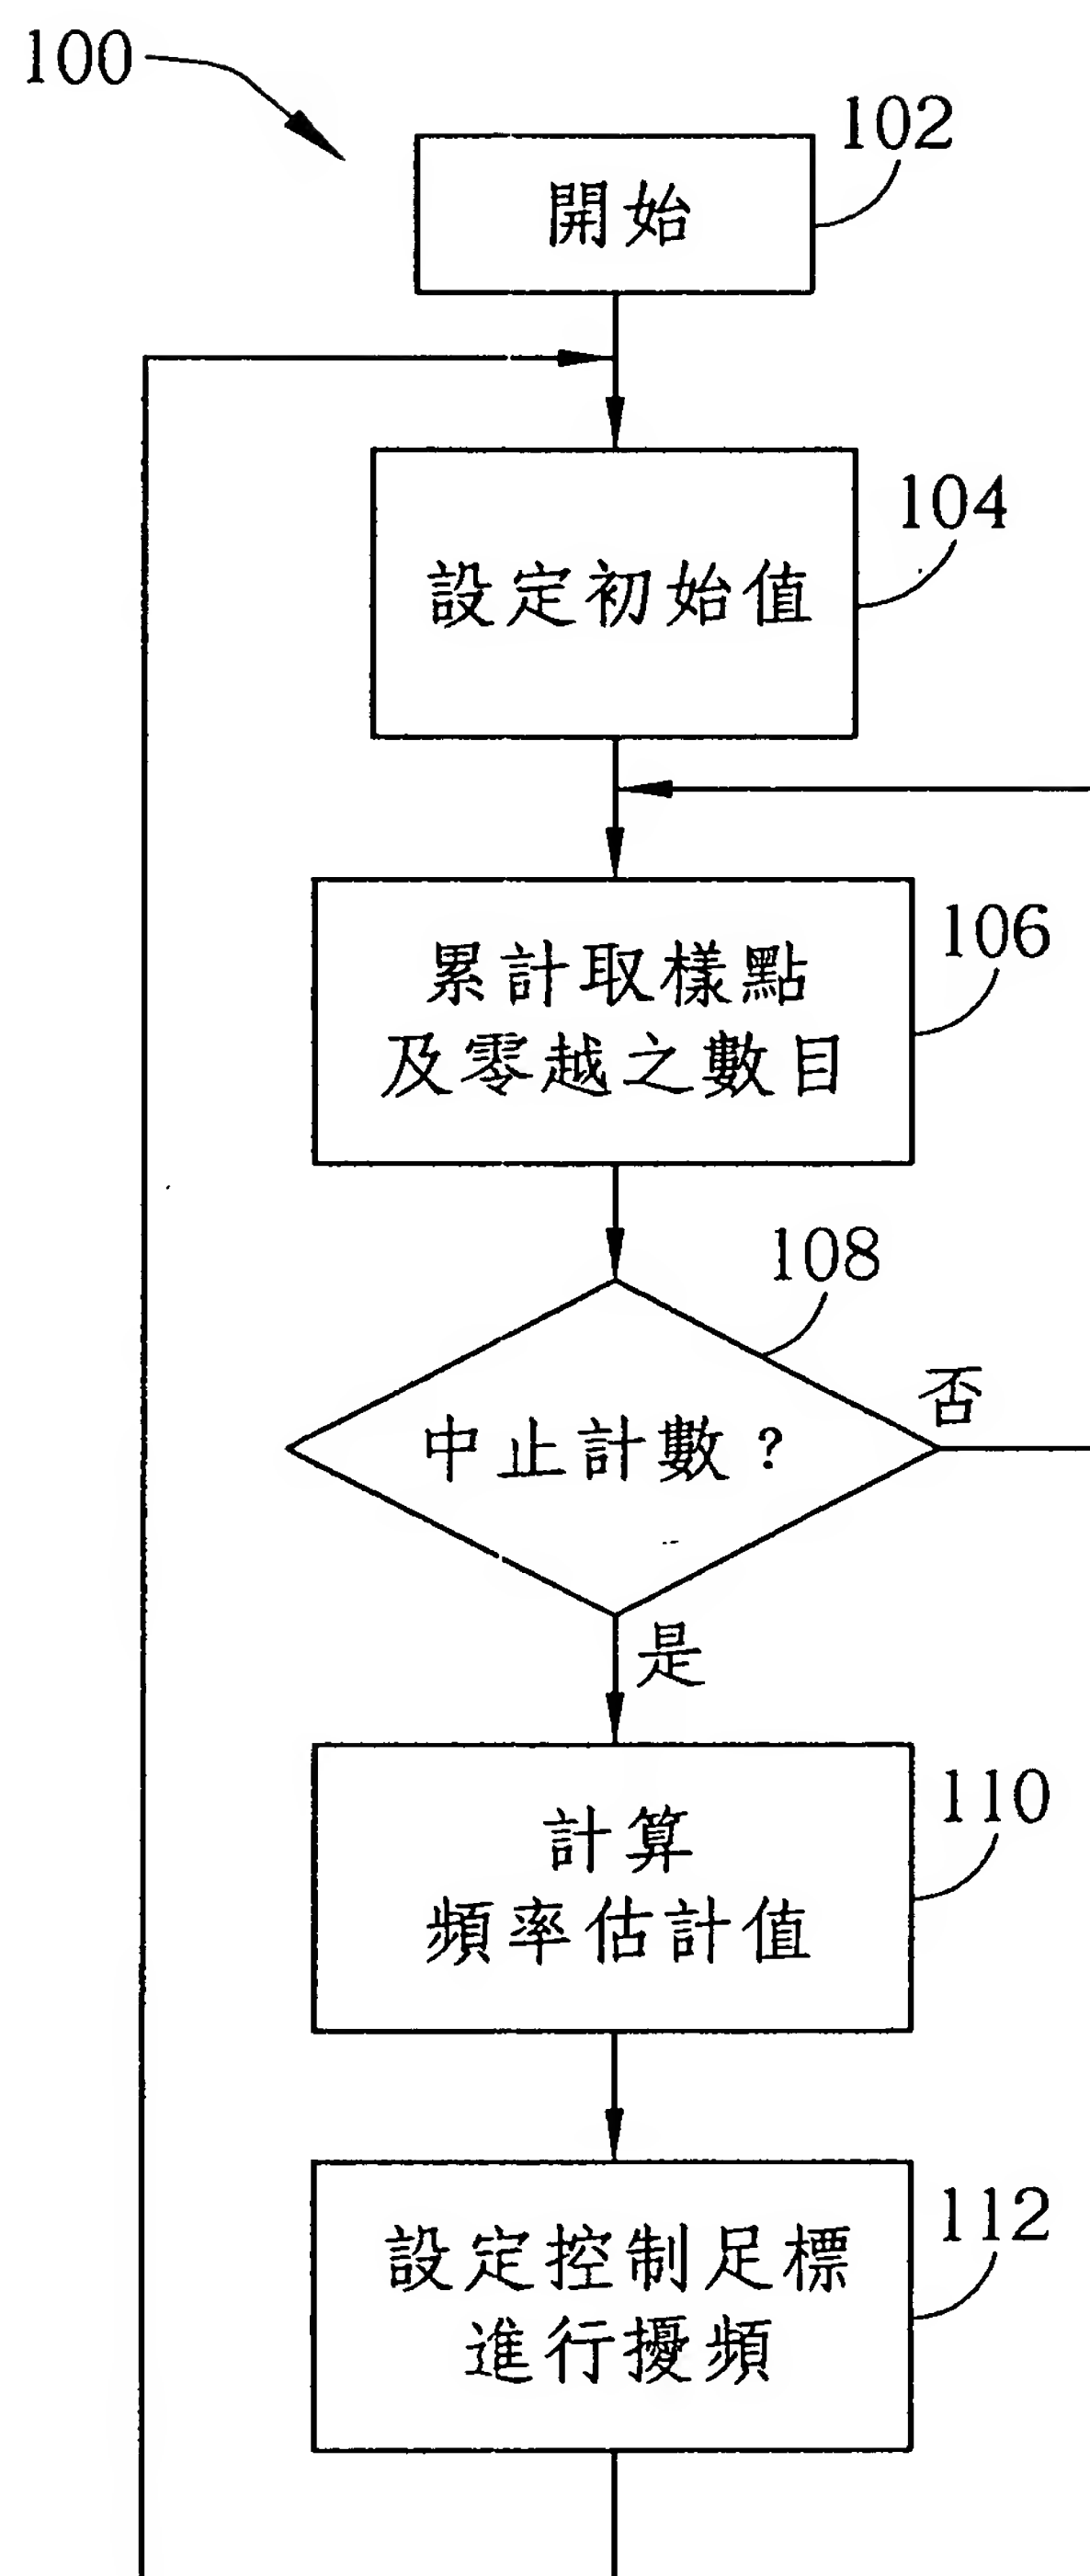 100
102
開始
104
設定初始值
106
累計取樣點
及零越之數目
108
否
中止計數?
是
110
計算
頻率估計值
112
設定控制足標
進行擾頻